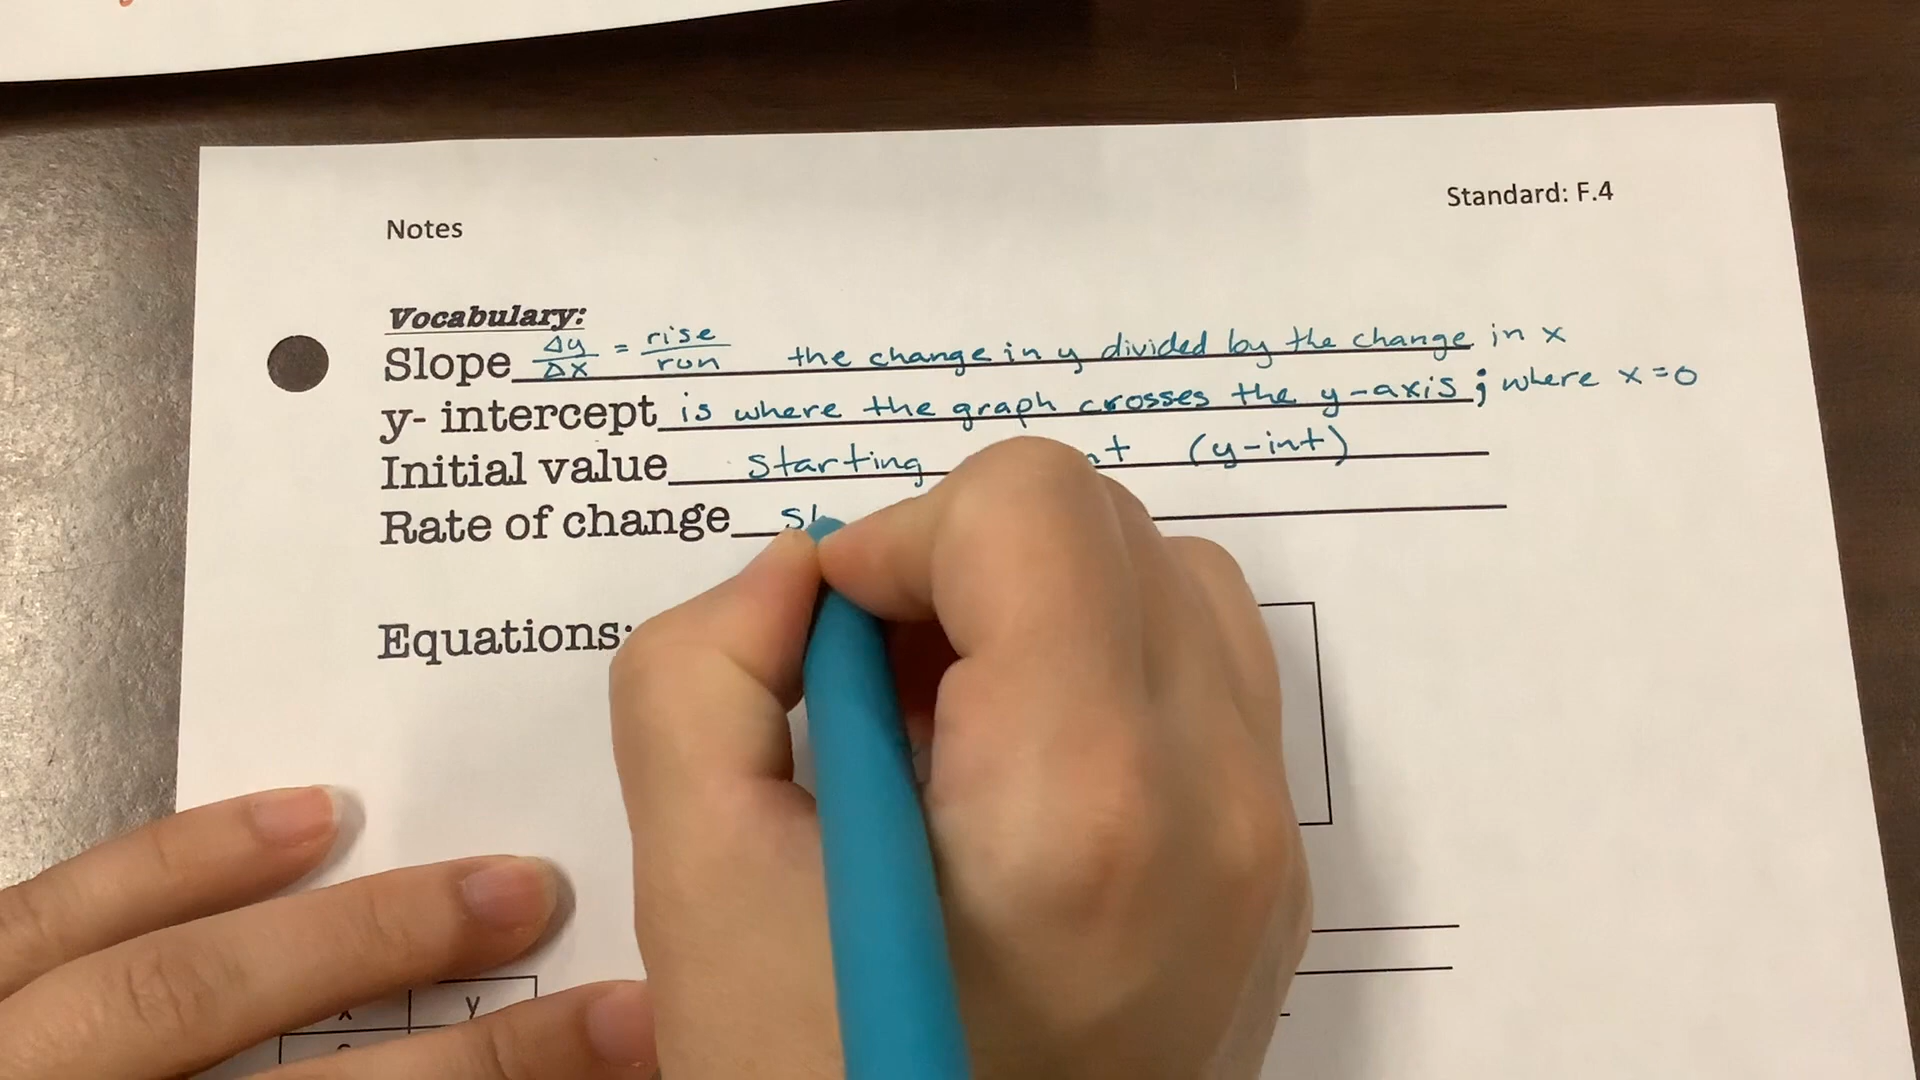 Standard: F.4
Notes
Vocabulary:
Slope Δy/Δx = rise/run the change in y divided by the change in x
y- intercept is where the graph crosses the y-axis ; where x=0
Initial value starting (y-int)
Rate of change
Equations:
x y